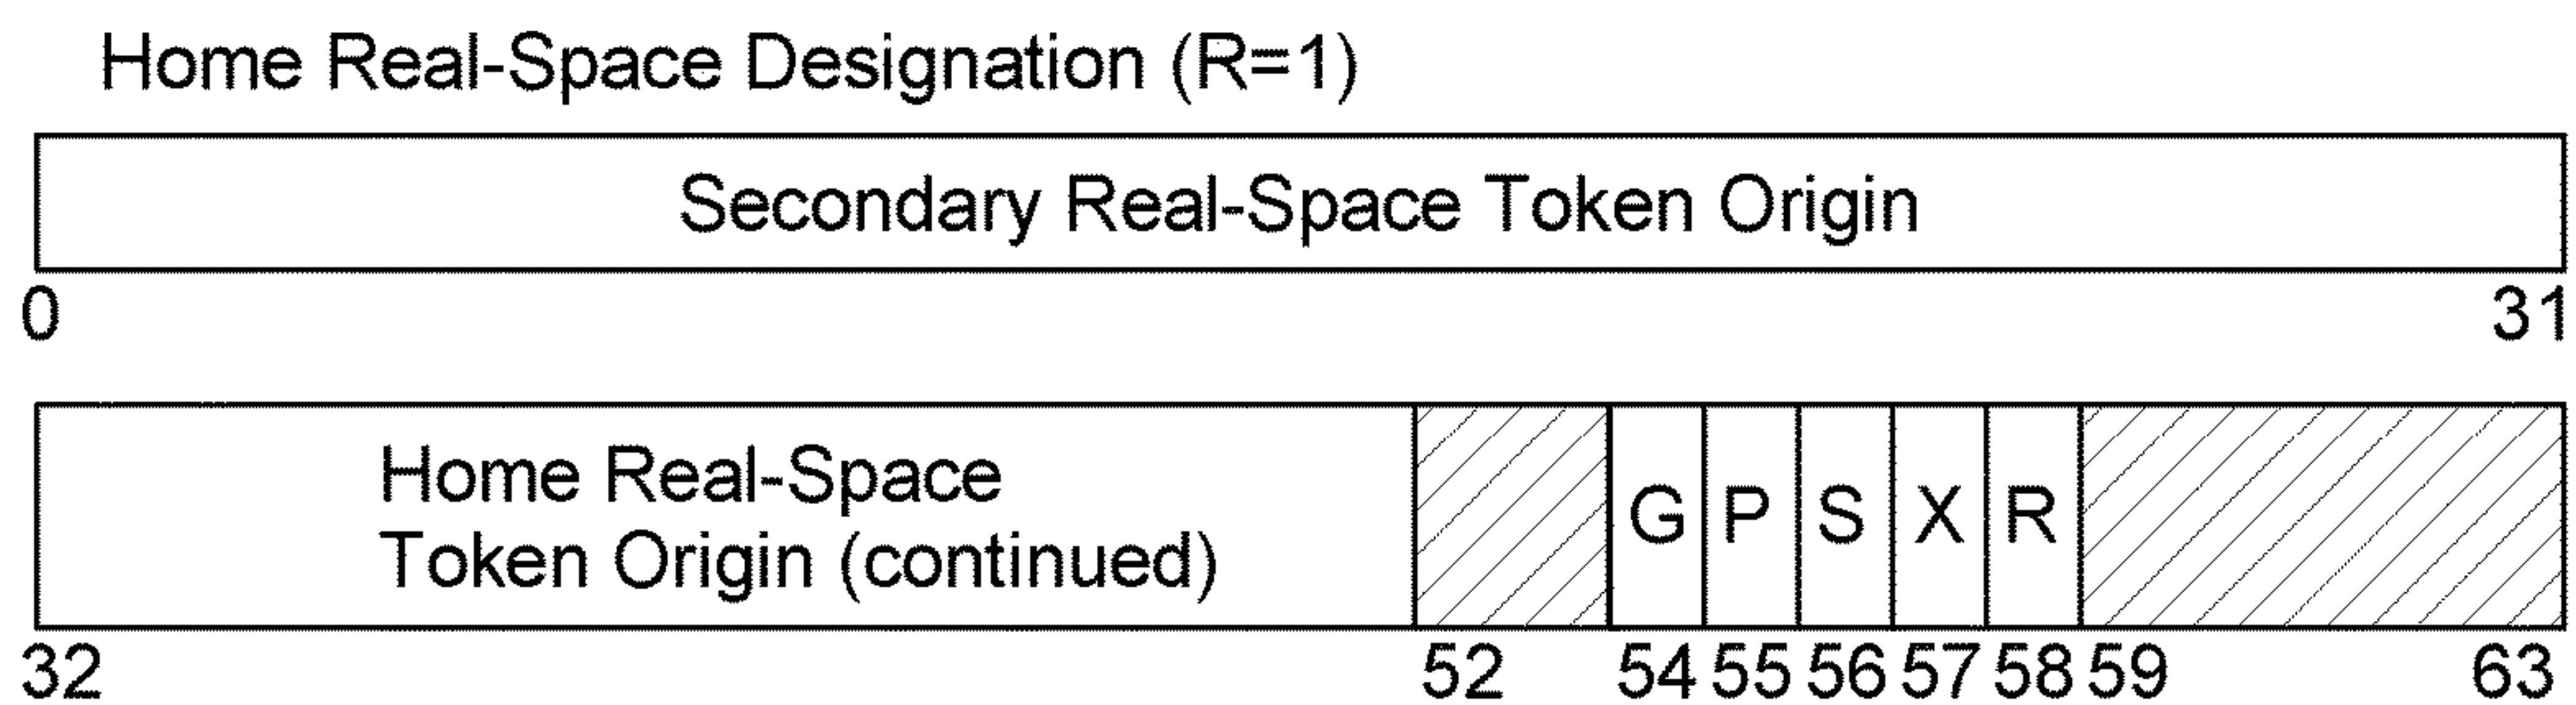 Home Real-Space Designation (R=1)
Secondary Real-Space Token Origin
0 31
Home Real-Space
Token Origin (continued)
G P S X R
32 52 54 55 56 57 58 59 63